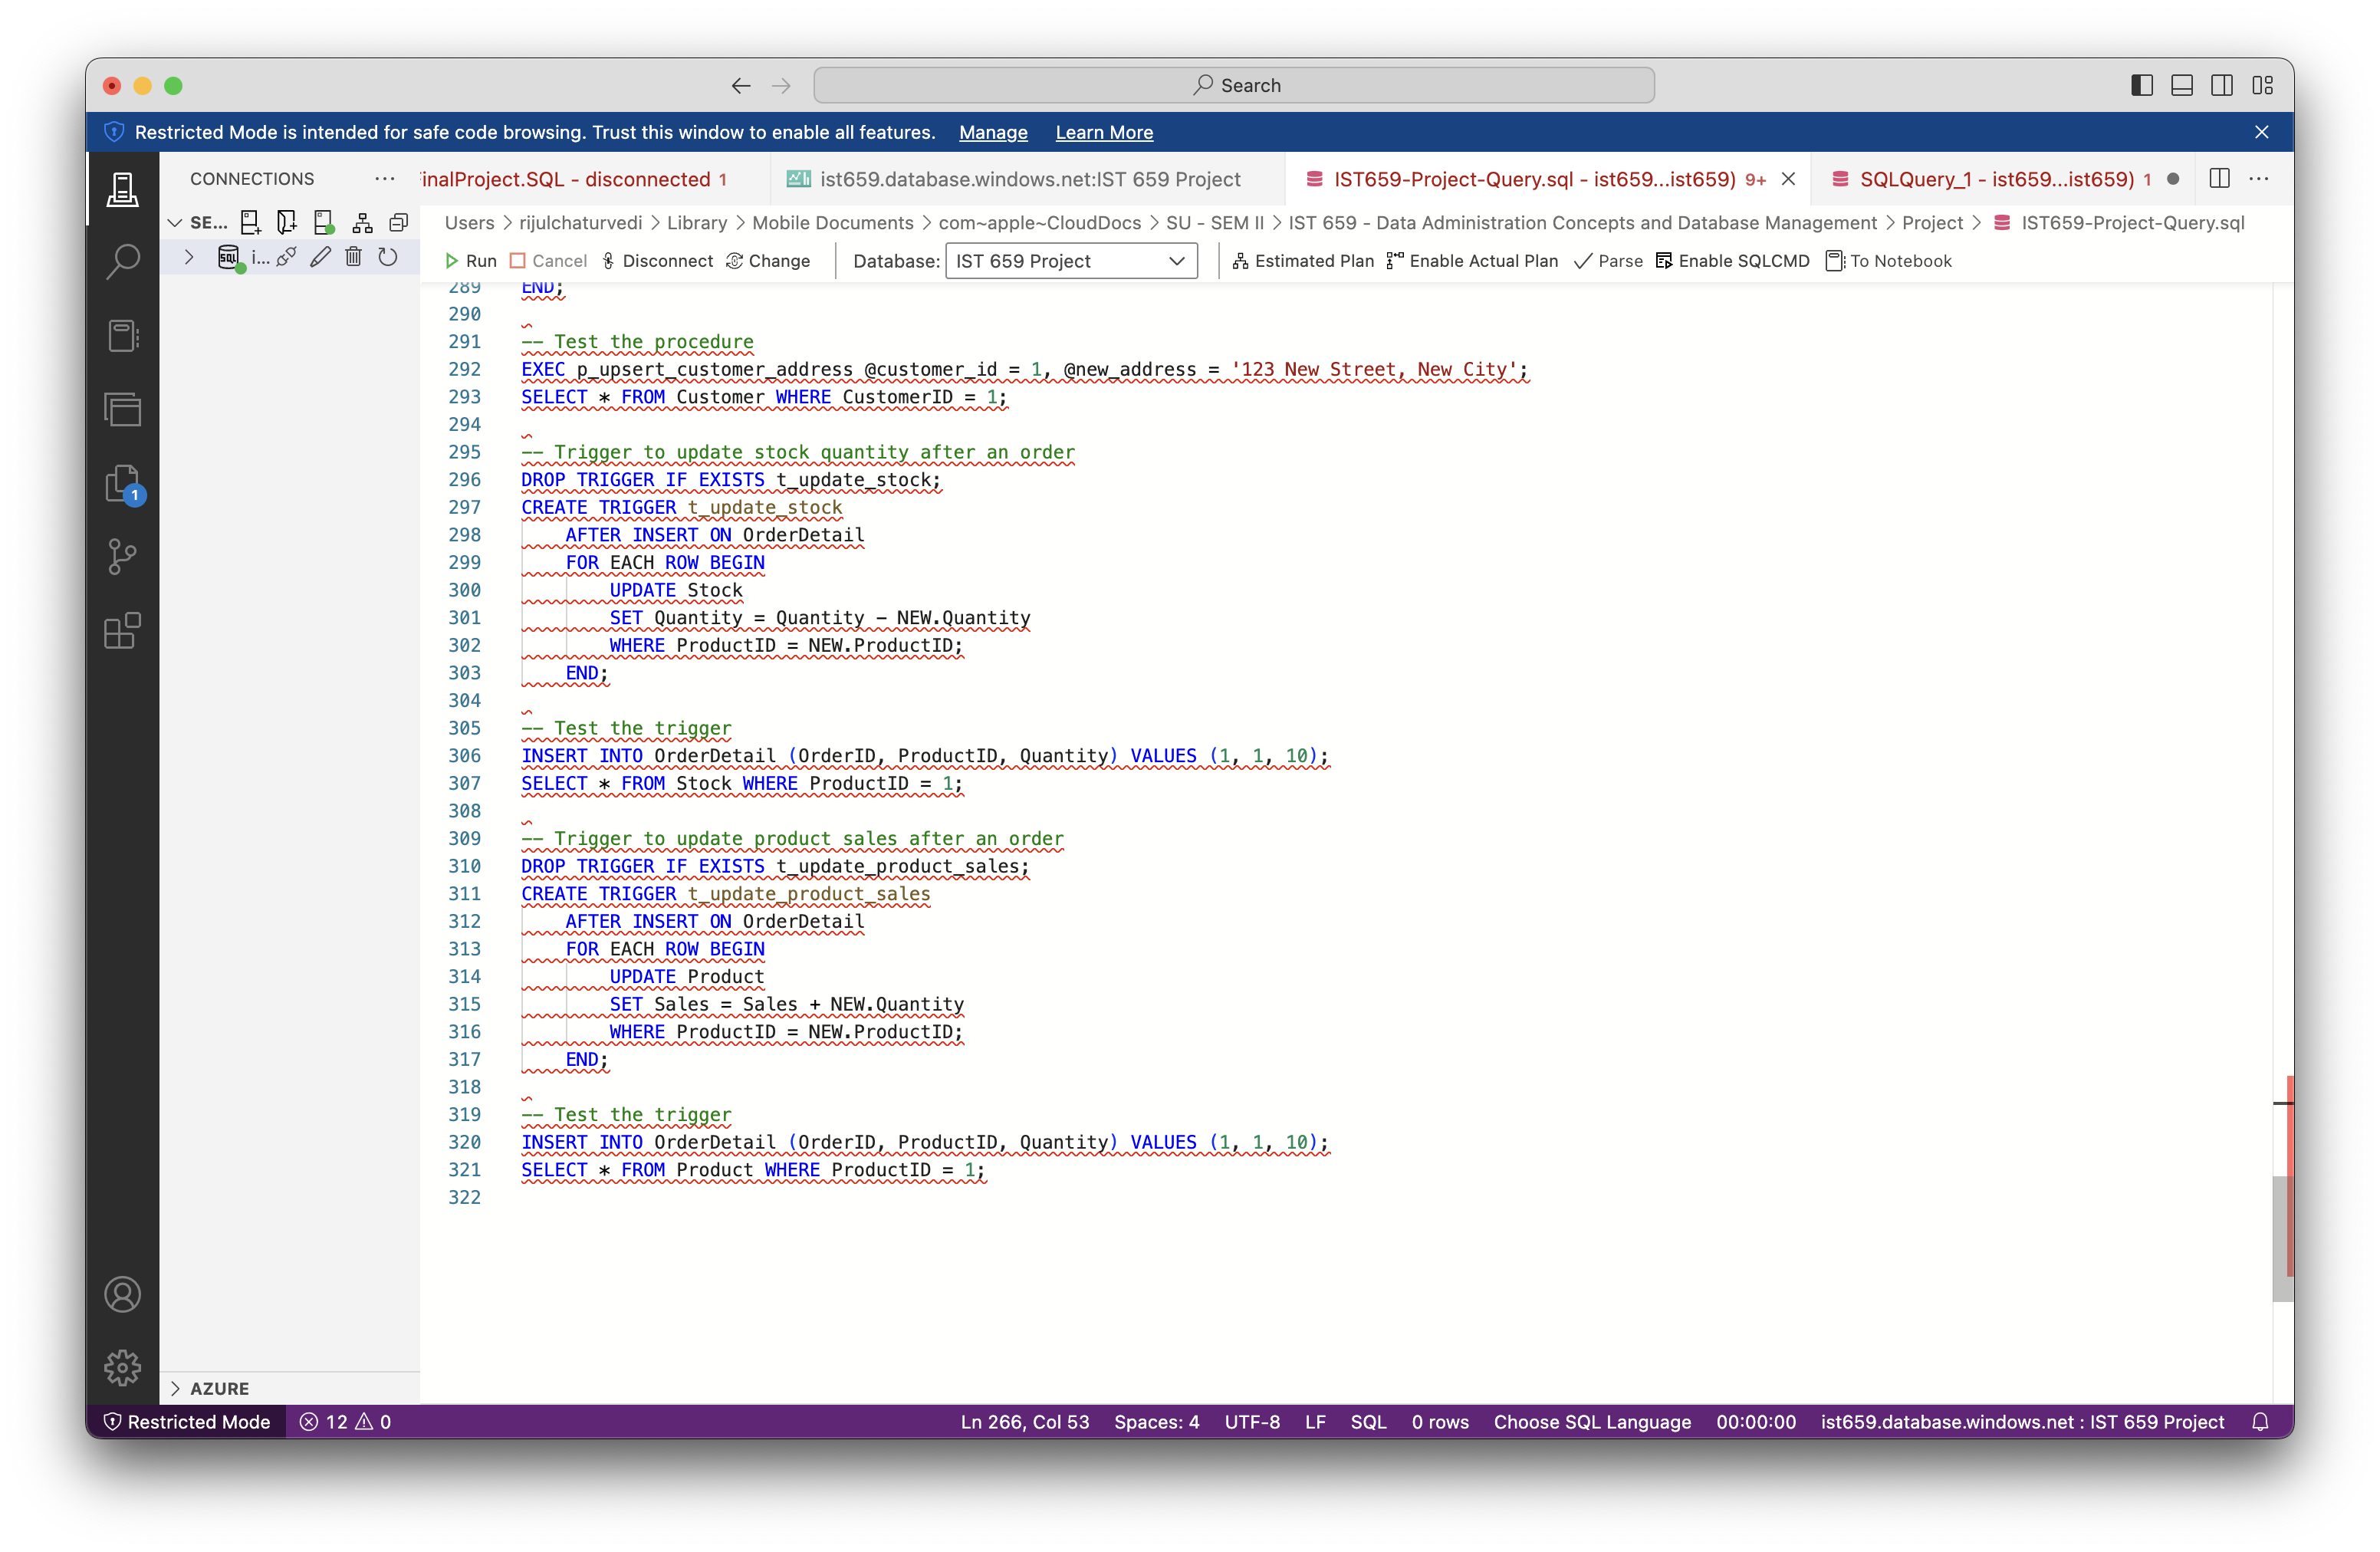 Search
Restricted Mode is intended for safe code browsing. Trust this window to enable all features. Manage Learn More
CONNECTIONS
inalProject.SQL - disconnected 1
ist659.database.windows.net:IST 659 Project
IST659-Project-Query.sql - ist659...ist659) 9+
SQLQuery_1 - ist659...ist659) 1
SE...
Users > rijulchaturvedi > Library > Mobile Documents > com~apple~CloudDocs > SU - SEM II > IST 659 - Data Administration Concepts and Database Management > Project > IST659-Project-Query.sql
i...
Run Cancel Disconnect Change Database: IST 659 Project Estimated Plan Enable Actual Plan Parse Enable SQLCMD To Notebook
289 END;
290
291 -- Test the procedure
292 EXEC p_upsert_customer_address @customer_id = 1, @new_address = '123 New Street, New City';
293 SELECT * FROM Customer WHERE CustomerID = 1;
294
295 -- Trigger to update stock quantity after an order
296 DROP TRIGGER IF EXISTS t_update_stock;
297 CREATE TRIGGER t_update_stock
298 AFTER INSERT ON OrderDetail
299 FOR EACH ROW BEGIN
300 UPDATE Stock
301 SET Quantity = Quantity - NEW.Quantity
302 WHERE ProductID = NEW.ProductID;
303 END;
304
305 -- Test the trigger
306 INSERT INTO OrderDetail (OrderID, ProductID, Quantity) VALUES (1, 1, 10);
307 SELECT * FROM Stock WHERE ProductID = 1;
308
309 -- Trigger to update product sales after an order
310 DROP TRIGGER IF EXISTS t_update_product_sales;
311 CREATE TRIGGER t_update_product_sales
312 AFTER INSERT ON OrderDetail
313 FOR EACH ROW BEGIN
314 UPDATE Product
315 SET Sales = Sales + NEW.Quantity
316 WHERE ProductID = NEW.ProductID;
317 END;
318
319 -- Test the trigger
320 INSERT INTO OrderDetail (OrderID, ProductID, Quantity) VALUES (1, 1, 10);
321 SELECT * FROM Product WHERE ProductID = 1;
322
1
AZURE
Restricted Mode 12 0 Ln 266, Col 53 Spaces: 4 UTF-8 LF SQL 0 rows Choose SQL Language 00:00:00 ist659.database.windows.net : IST 659 Project